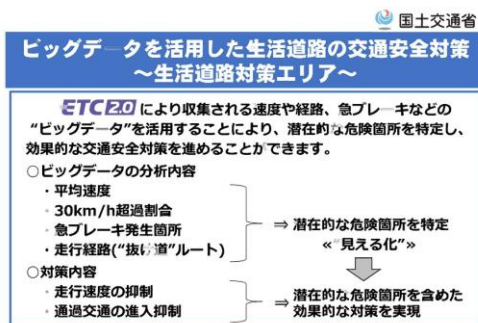 国土交通省
ビッグデータを活用した生活道路の交通安全対策
～生活道路対策エリア～
ETC2.0 により収集される速度や経路、急ブレーキなどの
“ビッグデータ”を活用することにより、潜在的な危険箇所を特定し、
効果的な交通安全対策を進めることができます。
○ビッグデータの分析内容
・平均速度
・30km/h超過割合
・急ブレーキ発生箇所
・走行経路(“抜け道”ルート)
⇒ 潜在的な危険箇所を特定
≪“見える化”≫
○対策内容
・走行速度の抑制
・通過交通の進入抑制
⇒ 潜在的な危険箇所を含めた
効果的な対策を実現